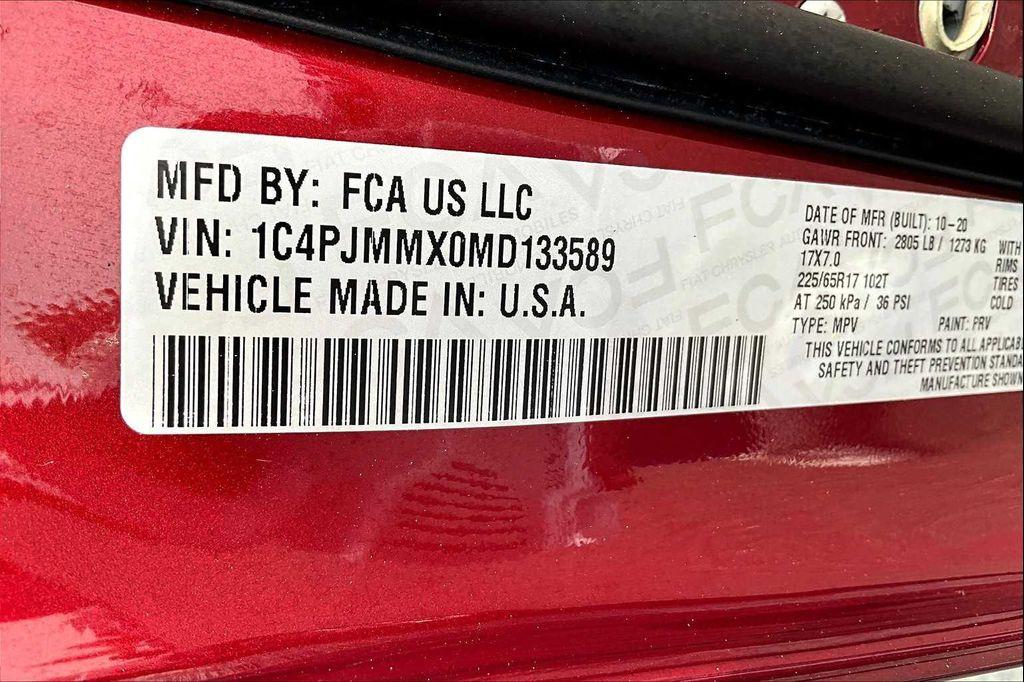 MFD BY: FCA US LLC
VIN: 1C4PJMMX0MD133589
VEHICLE MADE IN: U.S.A.
DATE OF MFR (BUILT): 10-20
GAWR FRONT: 2805 LB / 1273 KG WITH
17X7.0 RIMS
225/65R17 102T TIRES
AT 250 kPa / 36 PSI COLD
TYPE: MPV PAINT: PRV
THIS VEHICLE CONFORMS TO ALL
SAFETY AND THEFT PREVENTION
MANUFACTURE SHOWN